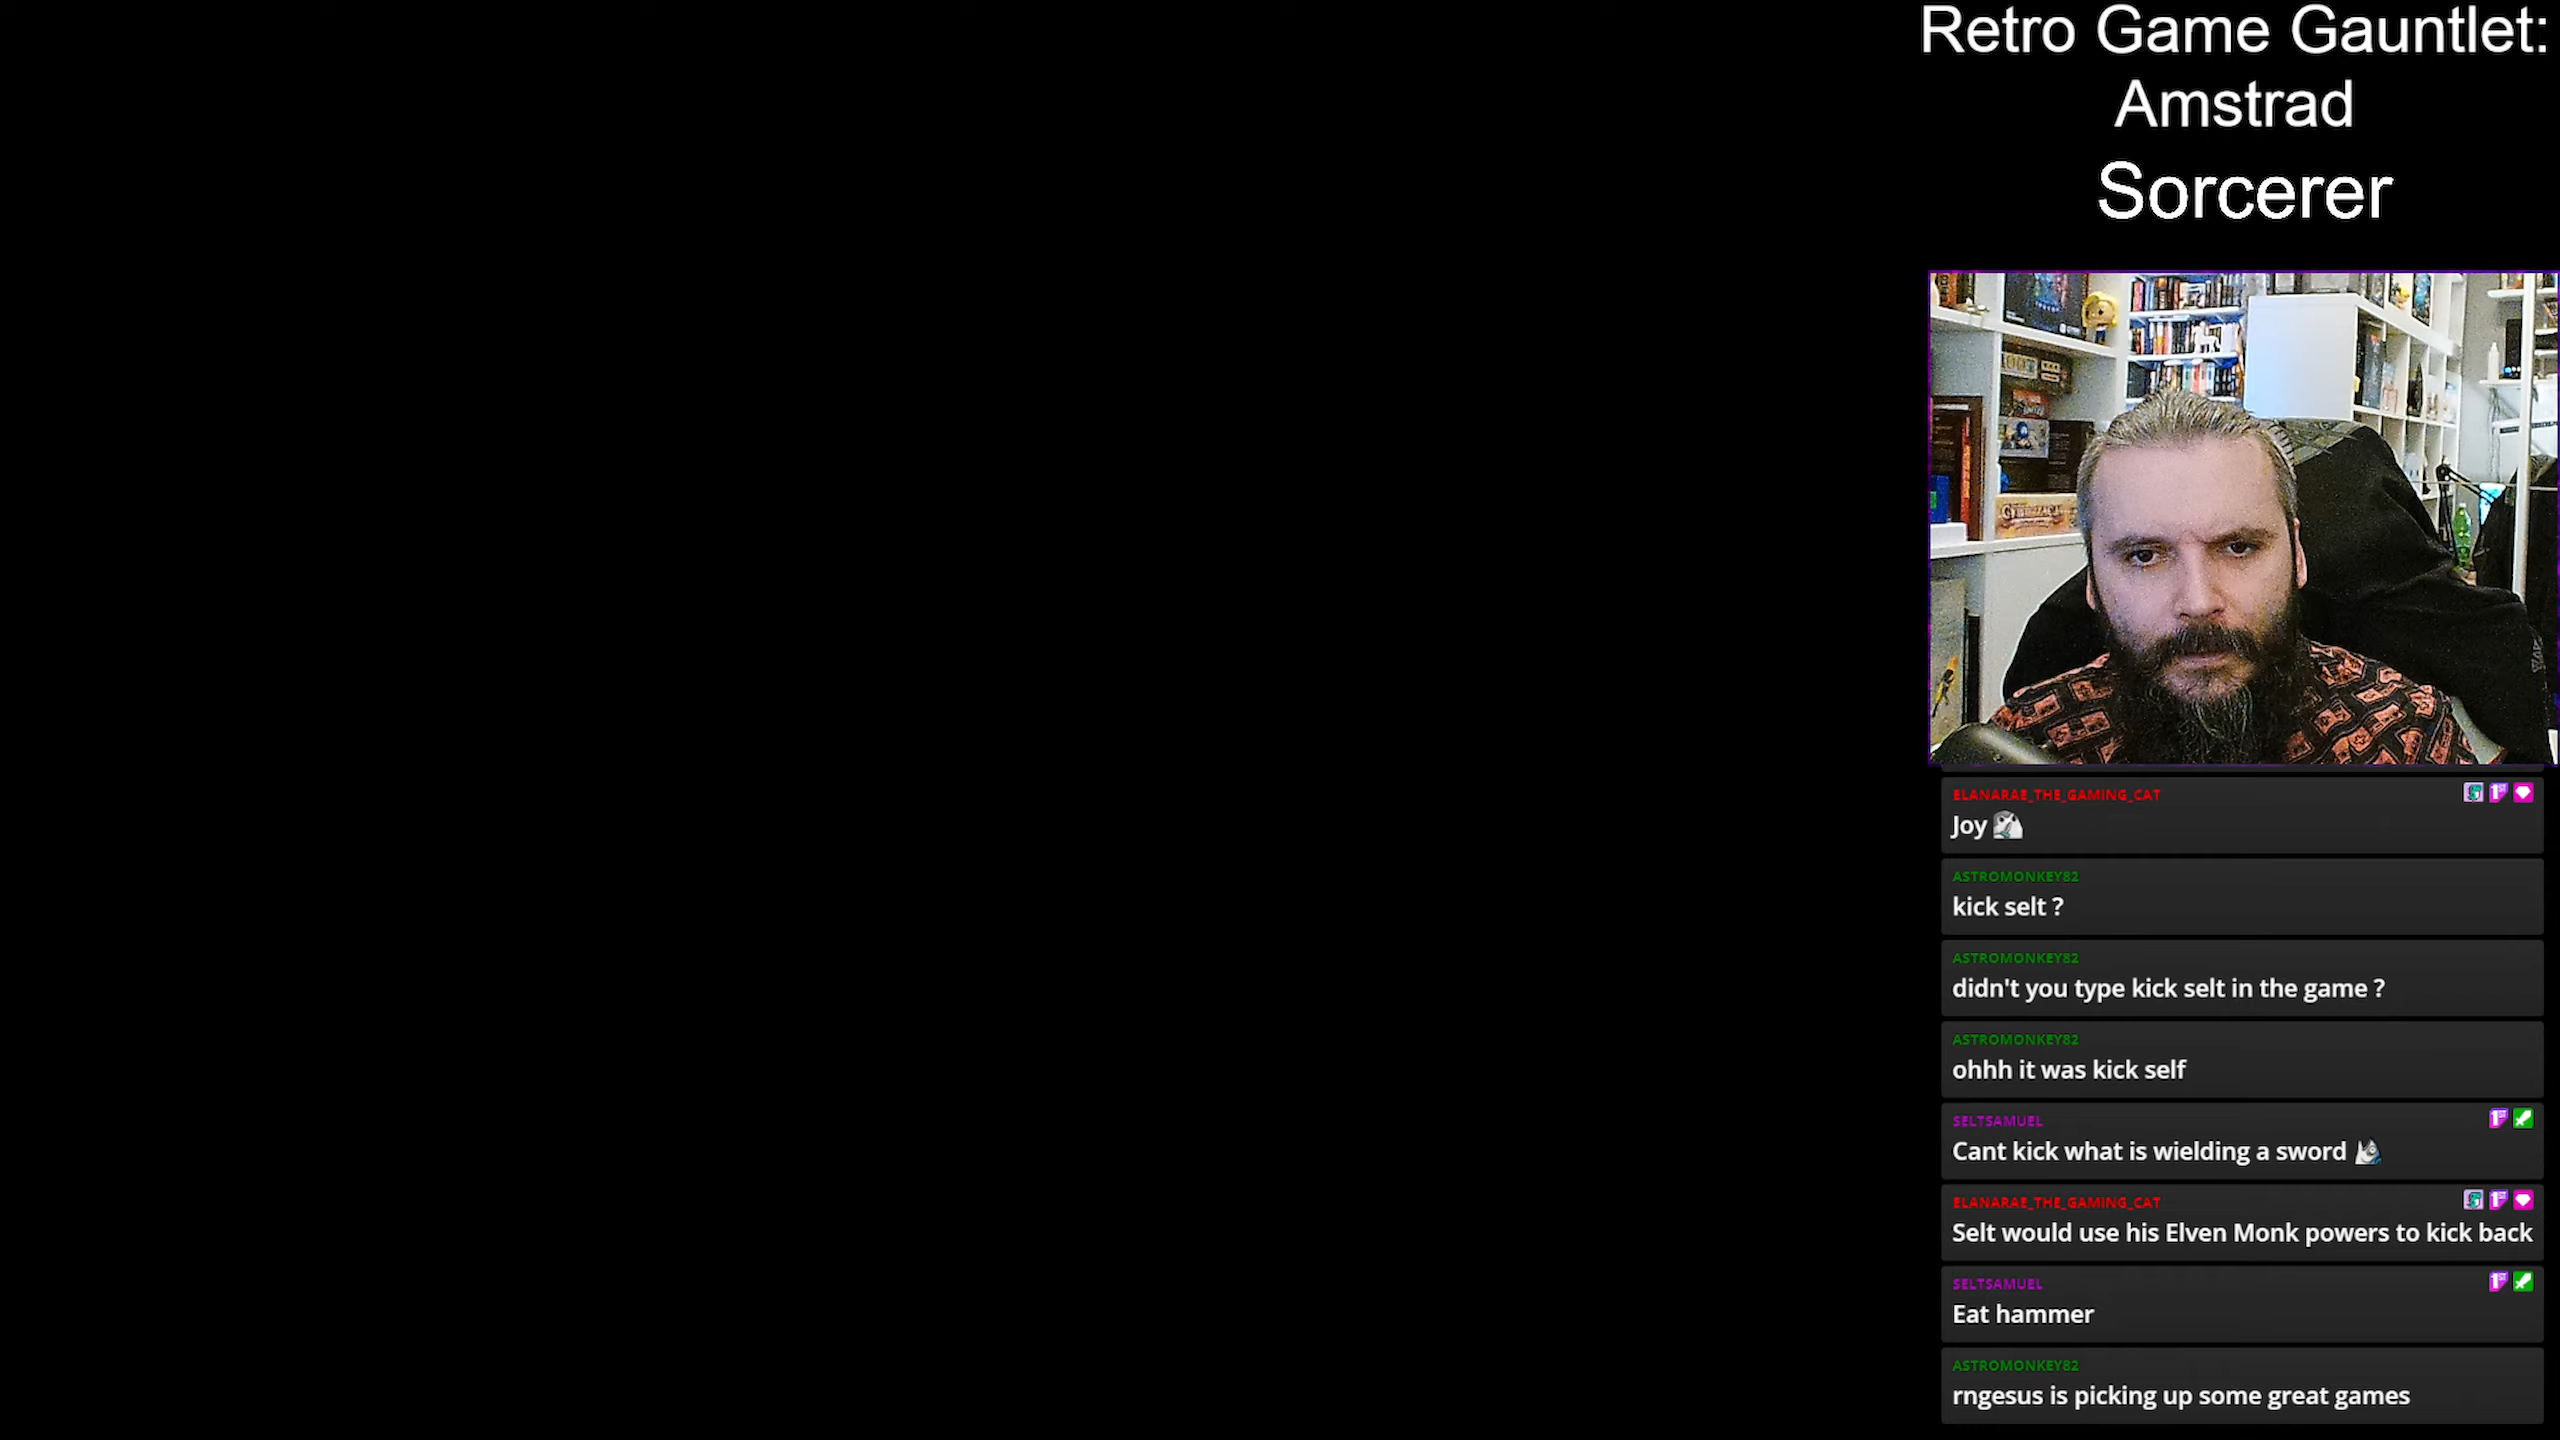 Retro Game Gauntlet:
Amstrad
Sorcerer
ELANARAE_THE_GAMING_CAT
Joy
ASTROMONKEY82
kick selt ?
ASTROMONKEY82
didn't you type kick selt in the game ?
ASTROMONKEY82
ohhh it was kick self
SELTSAMUEL
Cant kick what is wielding a sword
ELANARAE_THE_GAMING_CAT
Selt would use his Elven Monk powers to kick back
SELTSAMUEL
Eat hammer
ASTROMONKEY82
rngesus is picking up some great games